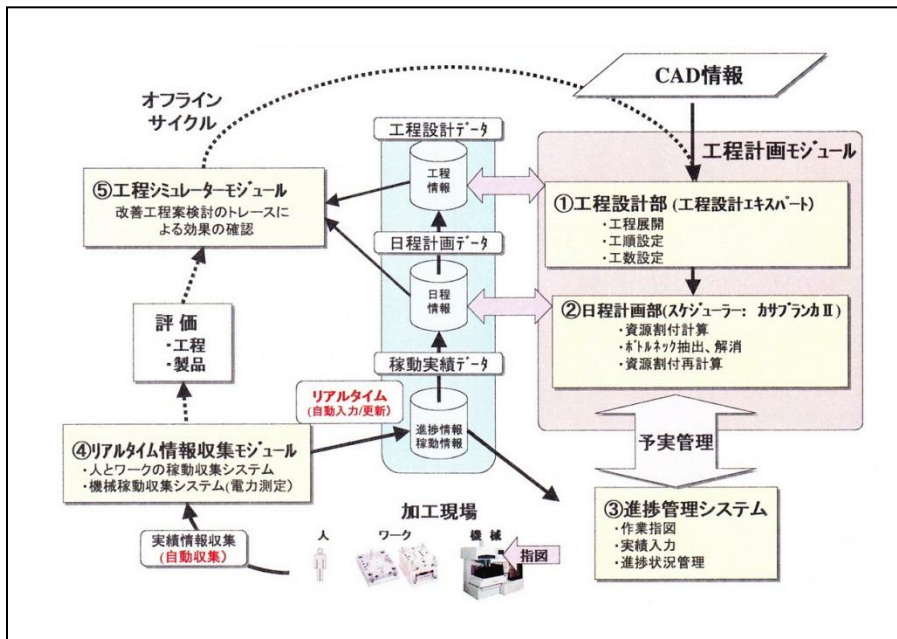 CAD情報
オフライン
サイクル
工程設計データ
工程計画モジュール
工程
情報
⑤工程シミュレーターモジュール
改善工程案検討のトレースに
よる効果の確認
①工程設計部(工程設計エキスパート)
・工程展開
・工順設定
・工数設定
日程計画データ
日程
情報
②日程計画部(スケジューラー: カサブランカⅡ)
・資源割付計算
・ボトルネック抽出、解消
・資源割付再計算
評価
・工程
・製品
稼動実績データ
リアルタイム
(自動入力/更新)
進捗情報
稼動情報
予実管理
④リアルタイム情報収集モジュール
・人とワークの稼動収集システム
・機械稼動収集システム(電力測定)
③進捗管理システム
・作業指図
・実績入力
・進捗状況管理
加工現場
人
ワーク
機械
指図
実績情報収集
(自動収集)